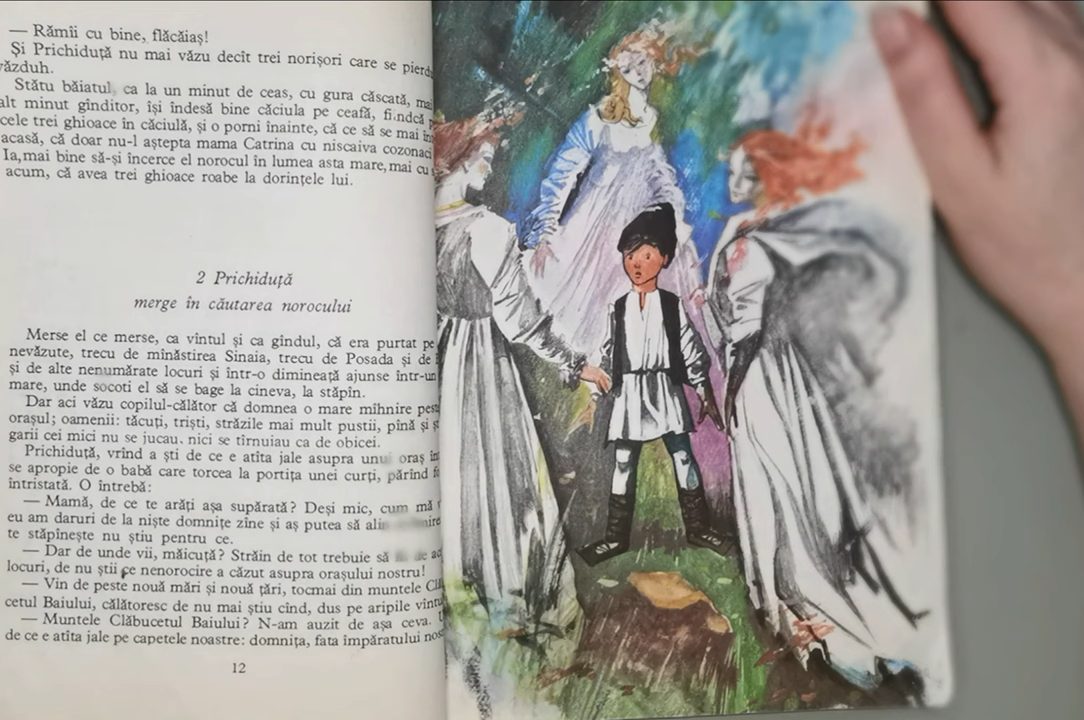 — Rămîi cu bine, flăcăiaș!
Și Prichiduță nu mai văzu decît trei norișori care se
văzduh.
Stătu băiatul ca la un minut de ceas, cu gura căscată,
alt minut gînditor, își îndesă bine căciula pe ceafă, fiindcă
cele trei ghioace în căciulă, și o porni înainte, că ce să se mai
acasă, că doar nu-l aștepta mama Catrina cu niscaiva
Ia, mai bine să-și încerce el norocul în lumea asta mare, mai cu
acum, că avea trei ghioace roabe la dorințele lui.
2 Prichiduță
merge în căutarea norocului
Merse el ce merse, ca vîntul și ca gîndul, că era purtat pe
nevăzute, trecu de mînăstirea Sinaia, trecu de Posada și de
și de alte nenumărate locuri și într-o dimineață ajunse într-un
mare, unde socoti el să se bage la cineva, la stăpîn.
Dar aci văzu copilul-călător că domnea o mare mîhnire
orașul; oamenii: tăcuți, triști, străzile mai mult pustii, pînă și
garii cei mici nu se jucau, nici se tîrnuiau ca de obicei.
Prichiduță, vrînd a ști de ce e atîta jale asupra unui oraș
se apropie de o babă care torcea la portița unei curți, părînd
întristată. O întrebă:
— Mamă, de ce te arăți așa supărată? Deși mic, cum mă
eu am daruri de la niște domnițe zîne și aș putea să
te stăpînește nu știu pentru ce.
— Dar de unde vii, măicuță? Străin de tot trebuie să
locuri, de nu știi ce nenorocire a căzut asupra orașului nostru!
— Vin de peste nouă mări și nouă țări, tocmai din muntele
cetul Baiului, călătoresc de nu mai știu cînd, dus pe aripile
— Muntele Clăbucetul Baiului? N-am auzit de așa ceva.
de ce e atîta jale pe capetele noastre: domnița, fata împăratului
12